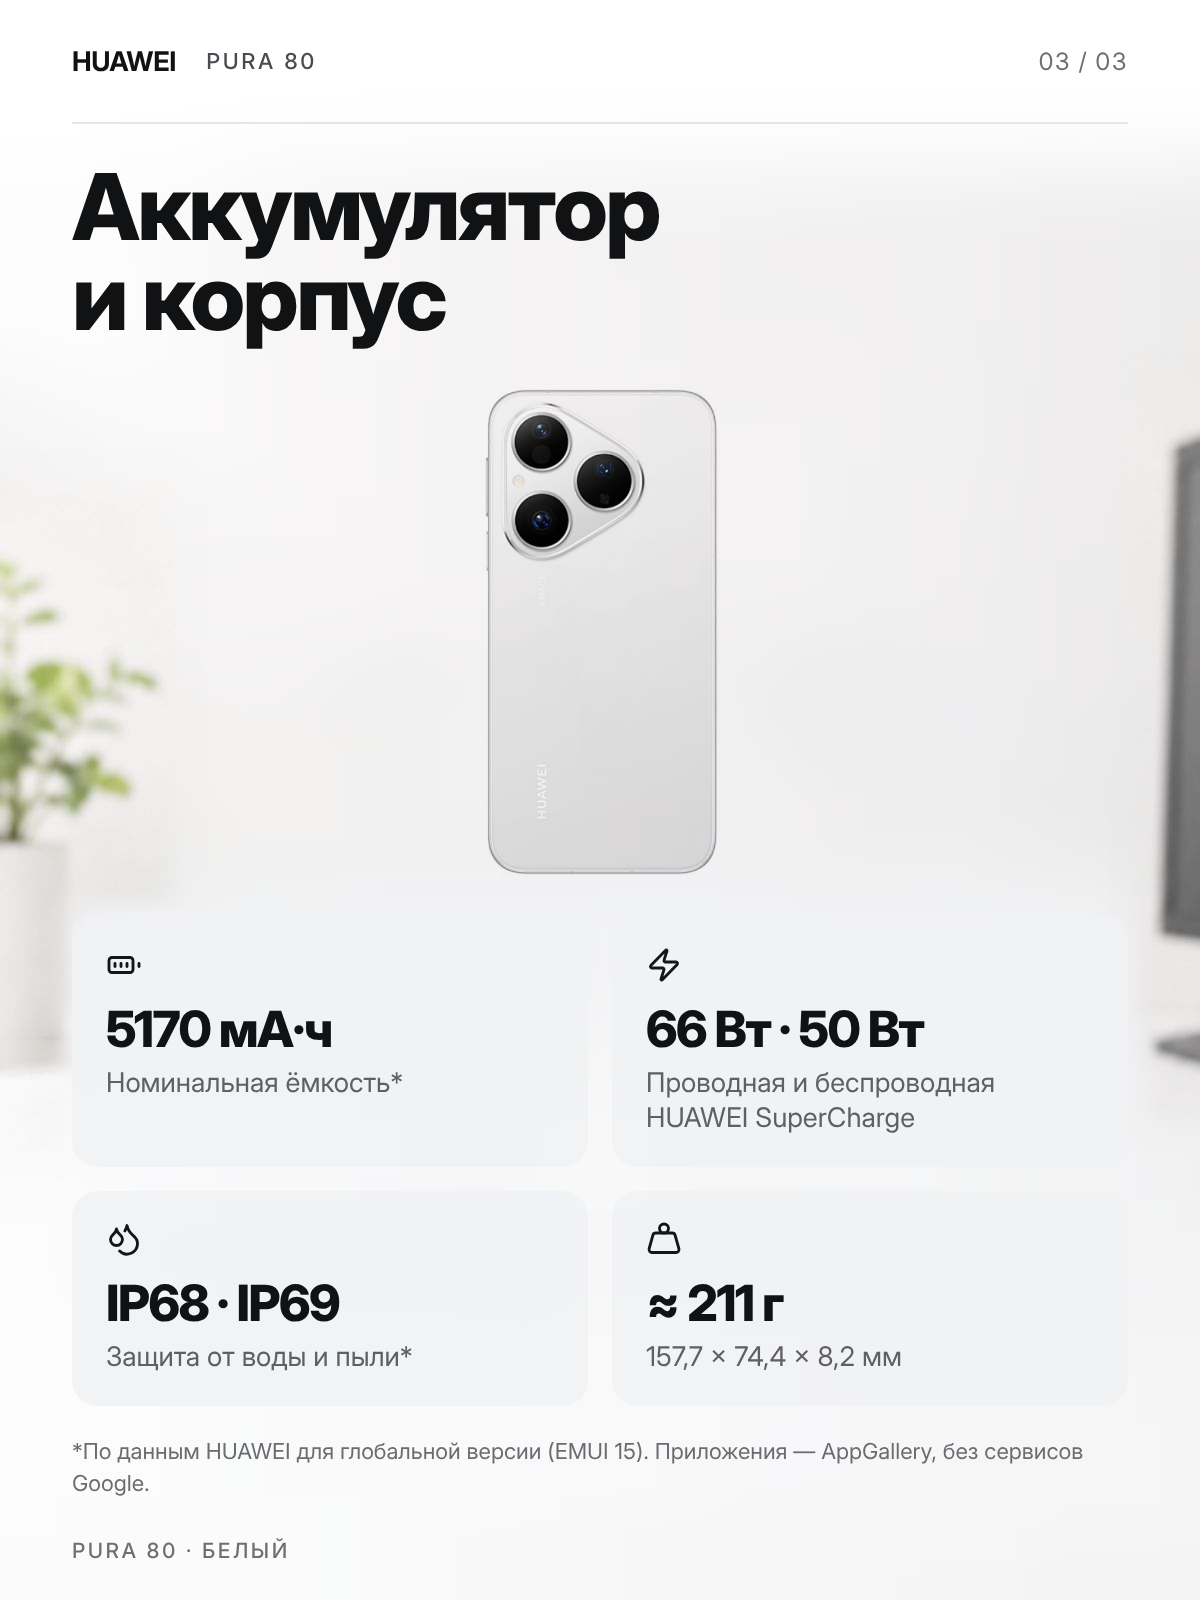 HUAWEI PURA 80 03 / 03
Аккумулятор
и корпус
HUAWEI
5170 мА·ч
Номинальная ёмкость*
66 Вт · 50 Вт
Проводная и беспроводная
HUAWEI SuperCharge
IP68 · IP69
Защита от воды и пыли*
≈ 211 г
157,7 × 74,4 × 8,2 мм
*По данным HUAWEI для глобальной версии (EMUI 15). Приложения — AppGallery, без сервисов
Google.
PURA 80 · БЕЛЫЙ